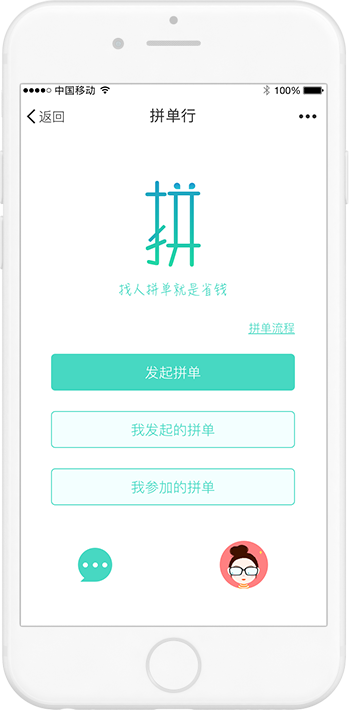 中国移动 100%
返回 拼单行
拼
找人拼单就是省钱
拼单流程
发起拼单
我发起的拼单
我参加的拼单